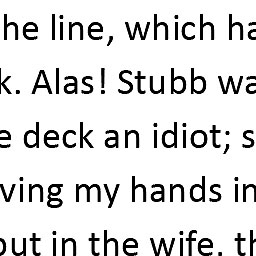 he line, which ha
k. Alas! Stubb wa
e deck an idiot; s
ving my hands in
out in the wife. th